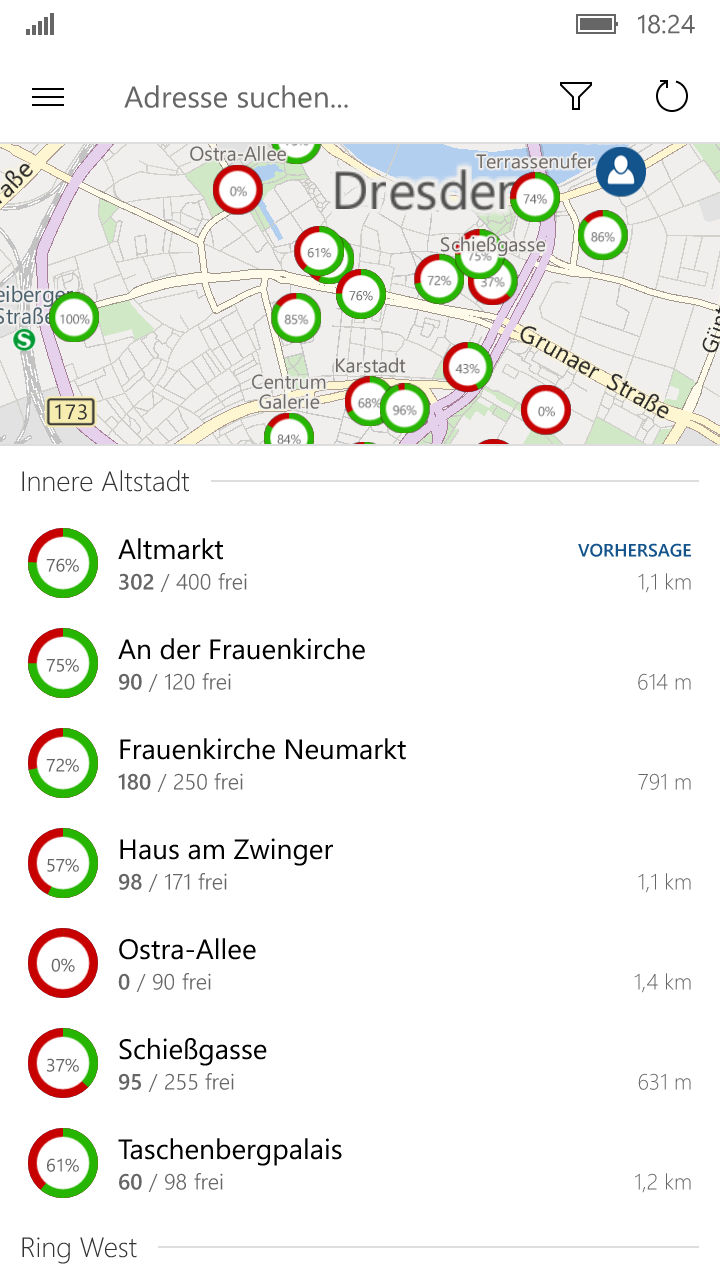 18:24
Adresse suchen...
Ostra-Allee
Terrassenufer
0%
Dresden
74%
86%
Schießgasse
61%
75%
72%
37%
76%
eiberger
Straße
100%
85%
S
Grunaer Straße
Karstadt
43%
Centrum
Galerie
68%
96%
0%
173
84%
Innere Altstadt
76%
Altmarkt
VORHERSAGE
302 / 400 frei
1,1 km
75%
An der Frauenkirche
90 / 120 frei
614 m
72%
Frauenkirche Neumarkt
180 / 250 frei
791 m
57%
Haus am Zwinger
98 / 171 frei
1,1 km
0%
Ostra-Allee
0 / 90 frei
1,4 km
37%
Schießgasse
95 / 255 frei
631 m
61%
Taschenbergpalais
60 / 98 frei
1,2 km
Ring West